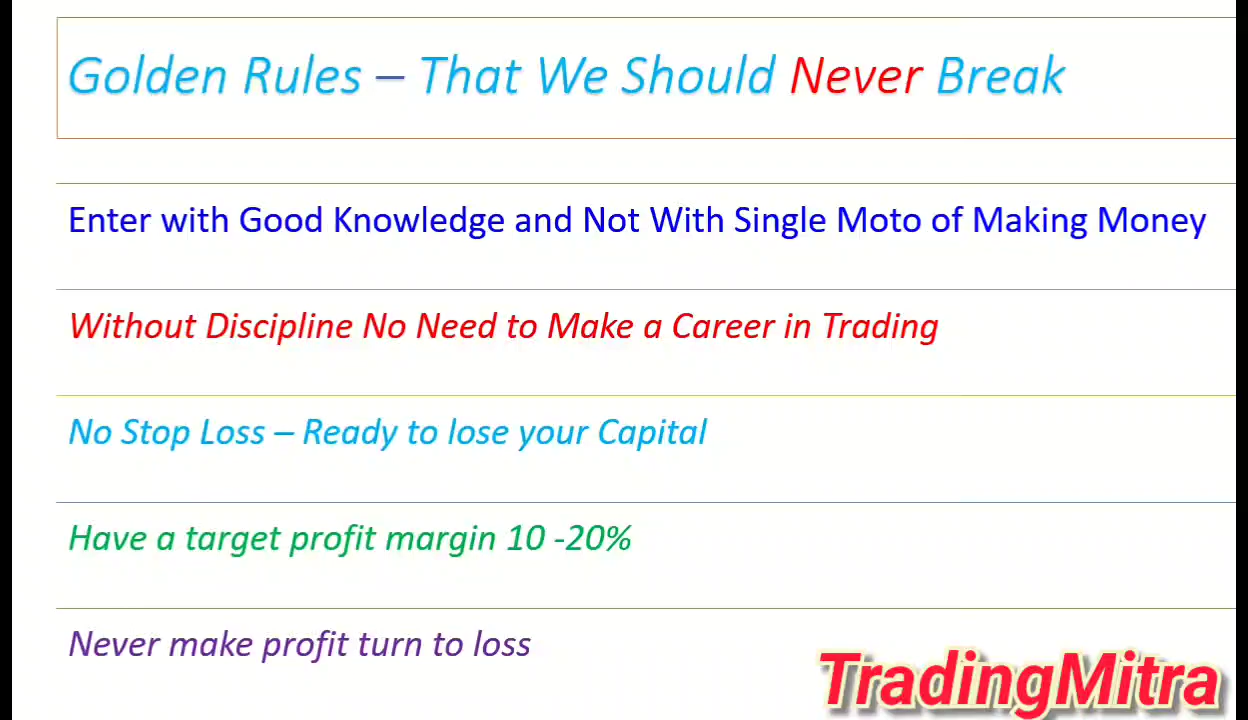 Golden Rules – That We Should Never Break
Enter with Good Knowledge and Not With Single Moto of Making Money
Without Discipline No Need to Make a Career in Trading
No Stop Loss – Ready to lose your Capital
Have a target profit margin 10 -20%
Never make profit turn to loss
TradingMitra